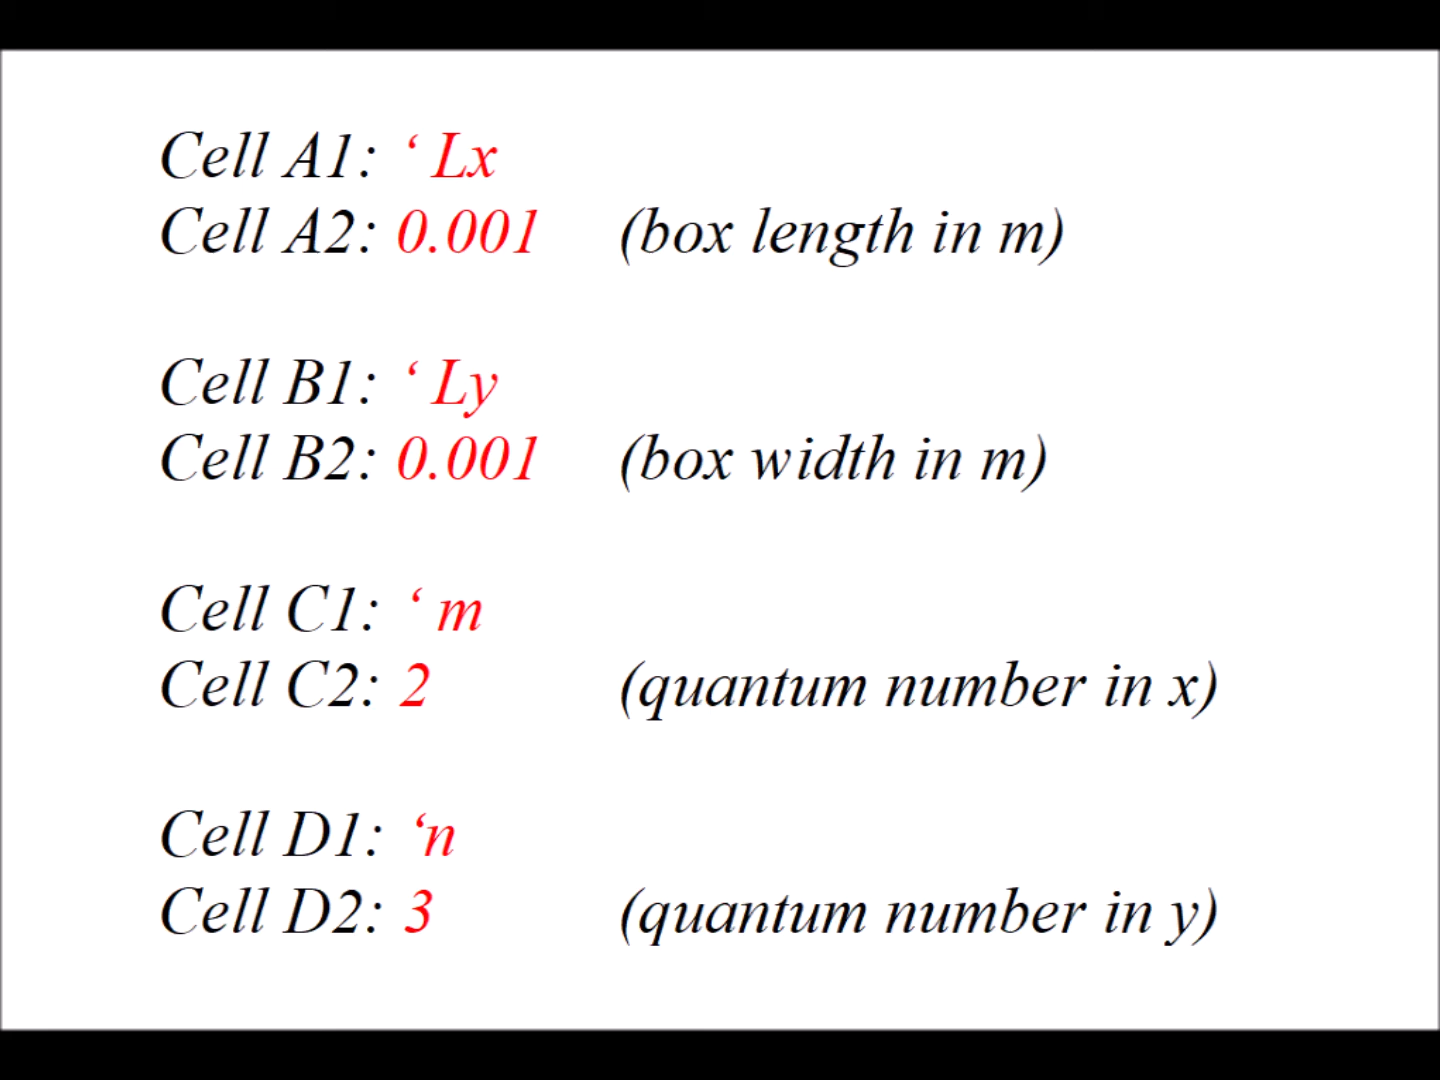 Cell A1: ‘ Lx
Cell A2: 0.001 (box length in m)
Cell B1: ‘ Ly
Cell B2: 0.001 (box width in m)
Cell C1: ‘ m
Cell C2: 2 (quantum number in x)
Cell D1: ‘n
Cell D2: 3 (quantum number in y)